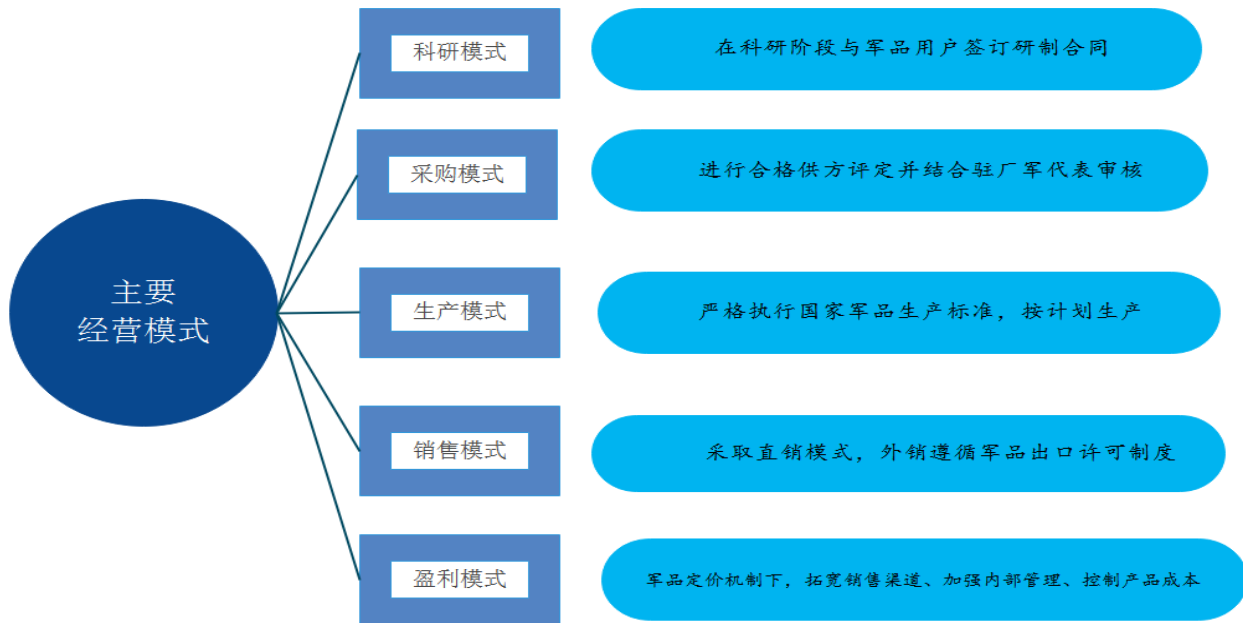 主要
经营模式
科研模式
在科研阶段与军品用户签订研制合同
采购模式
进行合格供方评定并结合驻厂军代表审核
生产模式
严格执行国家军品生产标准，按计划生产
销售模式
采取直销模式，外销遵循军品出口许可制度
盈利模式
军品定价机制下，拓宽销售渠道、加强内部管理、控制产品成本